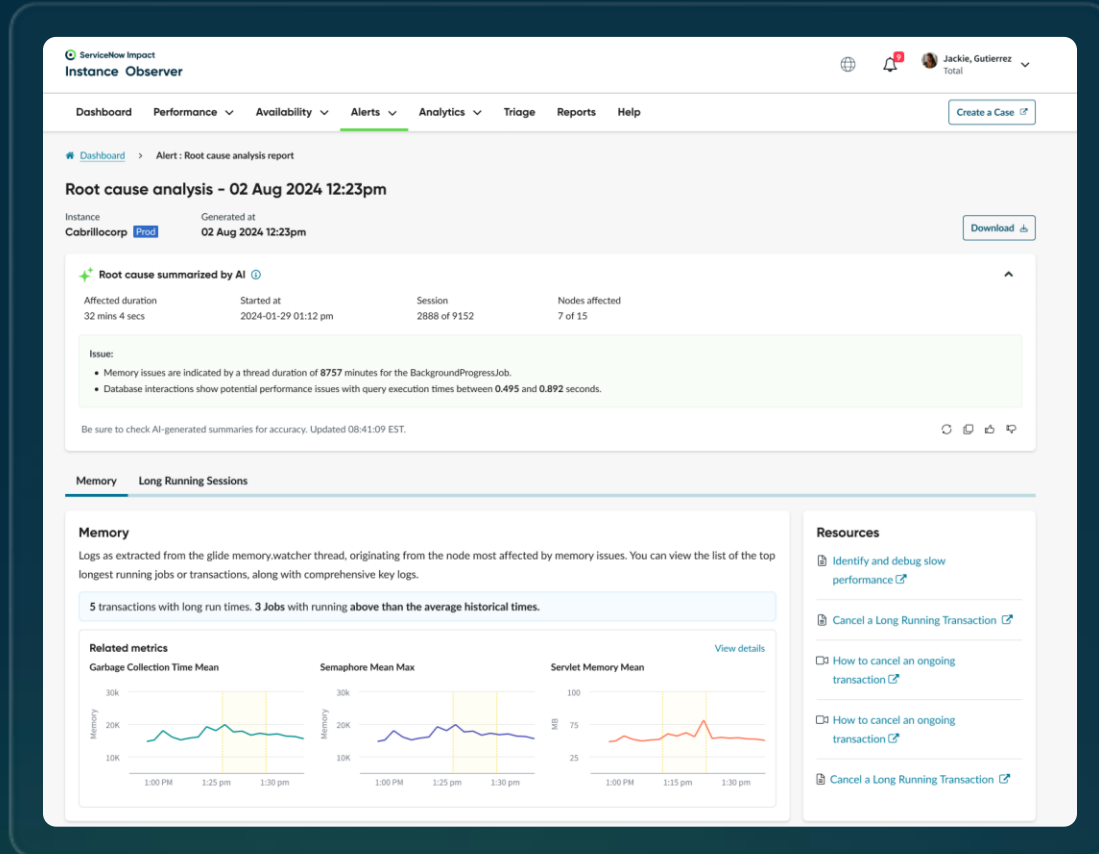 ServiceNow Impact
Instance Observer
9
Jackie, Gutierrez
Total
Dashboard Performance Availability Alerts Analytics Triage Reports Help
Create a Case
Dashboard > Alert : Root cause analysis report
Root cause analysis - 02 Aug 2024 12:23pm
Instance
Cabrillocorp Prod
Generated at
02 Aug 2024 12:23pm
Download
Root cause summarized by AI
Affected duration
32 mins 4 secs
Started at
2024-01-29 01:12 pm
Session
2888 of 9152
Nodes affected
7 of 15
Issue:
• Memory issues are indicated by a thread duration of 8757 minutes for the BackgroundProgressJob.
• Database interactions show potential performance issues with query execution times between 0.495 and 0.892 seconds.
Be sure to check AI-generated summaries for accuracy. Updated 08:41:09 EST.
Memory Long Running Sessions
Memory
Logs as extracted from the glide memory.watcher thread, originating from the node most affected by memory issues. You can view the list of the top
longest running jobs or transactions, along with comprehensive key logs.
5 transactions with long run times. 3 Jobs with running above than the average historical times.
Related metrics
View details
Garbage Collection Time Mean
Memory
30k
20K
10K
1:00 PM 1:25 pm 1:30 pm
Semaphore Mean Max
Memory
30k
20K
10K
1:00 PM 1:25 pm 1:30 pm
Servlet Memory Mean
MB
100
75
25
1:00 PM 1:15 pm 1:30 pm
Resources
Identify and debug slow
performance
Cancel a Long Running Transaction
How to cancel an ongoing
transaction
How to cancel an ongoing
transaction
Cancel a Long Running Transaction